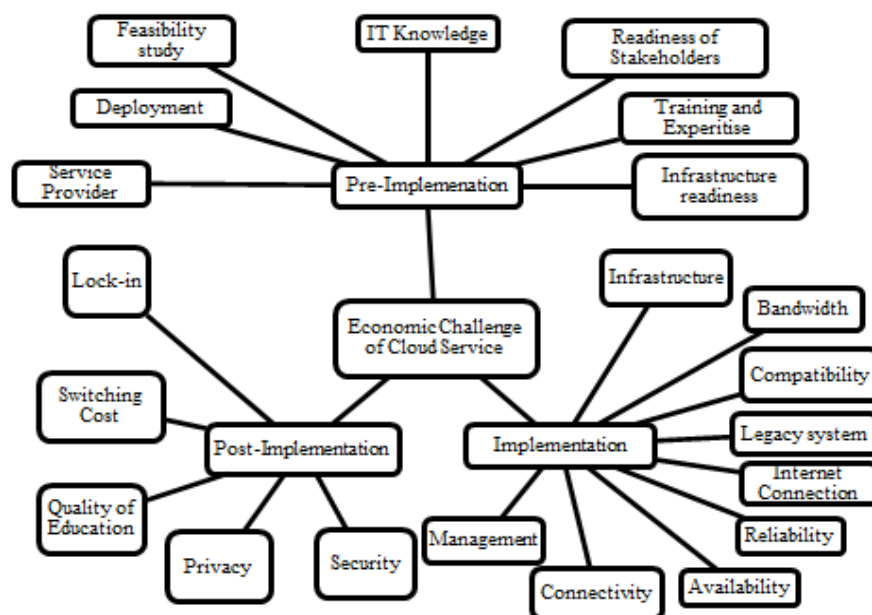 Feasibility
study
IT Knowledge
Readiness of
Stakeholders
Deployment
Training and
Experitise
Service
Provider
Pre-Implemenation
Infrastructure
readiness
Lock-in
Infrastructure
Economic Challenge
of Cloud Service
Bandwidth
Compatibility
Switching
Cost
Post-Implementation
Implementation
Legacy system
Internet
Connection
Quality of
Education
Privacy
Security
Management
Reliability
Connectivity
Availability